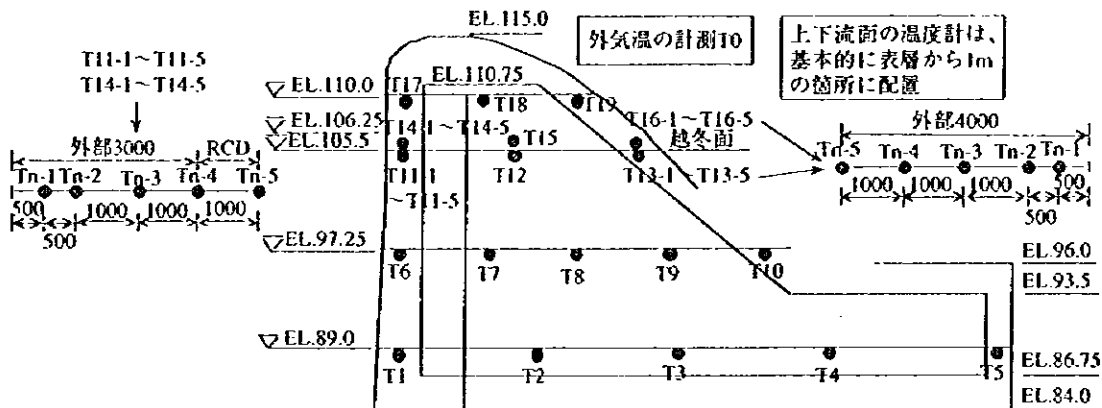 EL.115.0
外気温の計測T0
上下流面の温度計は、
基本的に表層から1m
の箇所に配置
T11-1～T11-5
T14-1～T14-5
EL.110.0
T17
EL.110.75
T18
T19
T16-1～T16-5
EL.106.25
T14-1～T14-5
T15
越冬面
EL.105.5
T11-1
～T11-5
T12
T13-1～T13-5
外部3000
RCD
Tn-1
Tn-2
Tn-3
Tn-4
Tn-5
500
500
1000
1000
1000
外部4000
Tn-5
Tn-4
Tn-3
Tn-2
Tn-1
1000
1000
1000
500
500
EL.97.25
T6
T7
T8
T9
T10
EL.96.0
EL.93.5
EL.89.0
T1
T2
T3
T4
T5
EL.86.75
EL.84.0